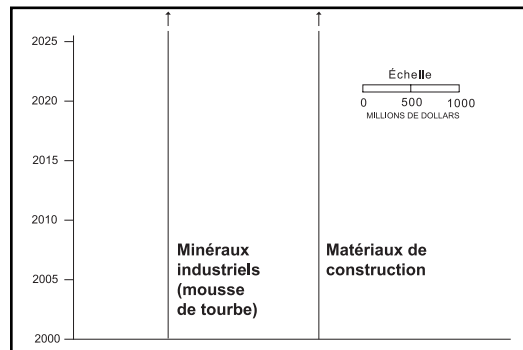 2025
2020
2015
2010
2005
2000
Échelle
0 500 1000
MILLIONS DE DOLLARS
Minéraux
industriels
(mousse
de tourbe)
Matériaux de
construction